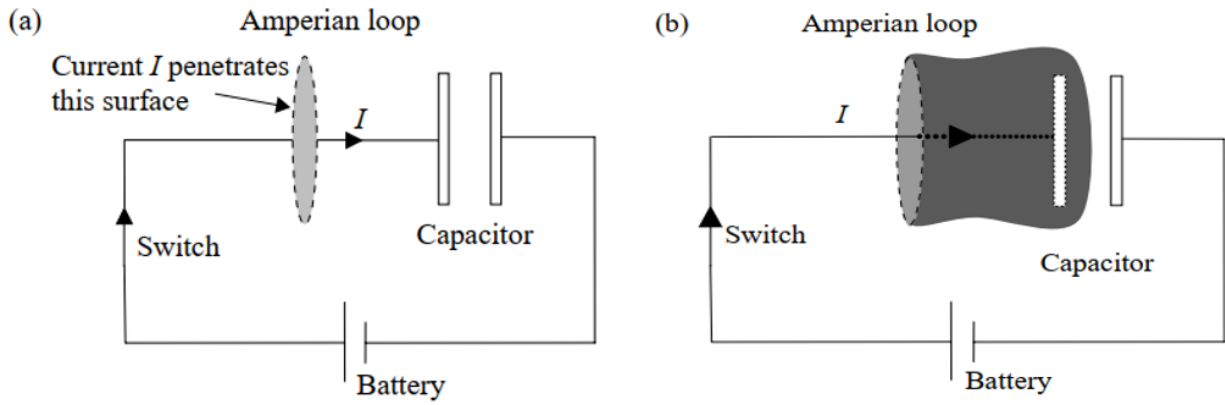 (a)
Amperian loop
Current I penetrates
this surface
I
Capacitor
Switch
Battery
(b)
Amperian loop
I
Switch
Capacitor
Battery